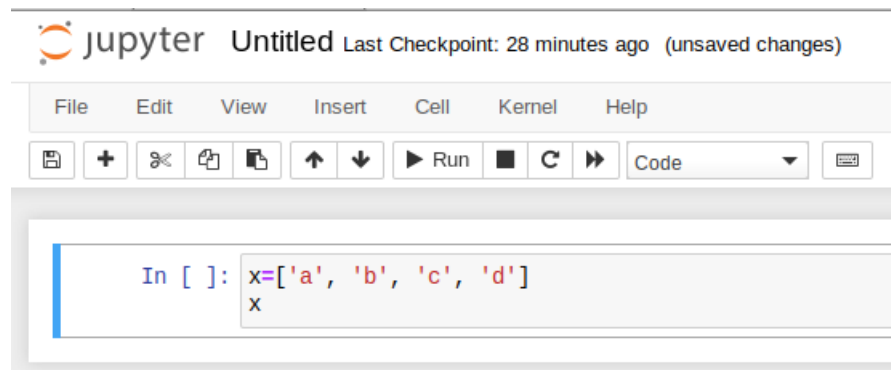 jupyter Untitled Last Checkpoint: 28 minutes ago (unsaved changes)
File Edit View Insert Cell Kernel Help
Run Code
In [ ]: x=['a', 'b', 'c', 'd']
x